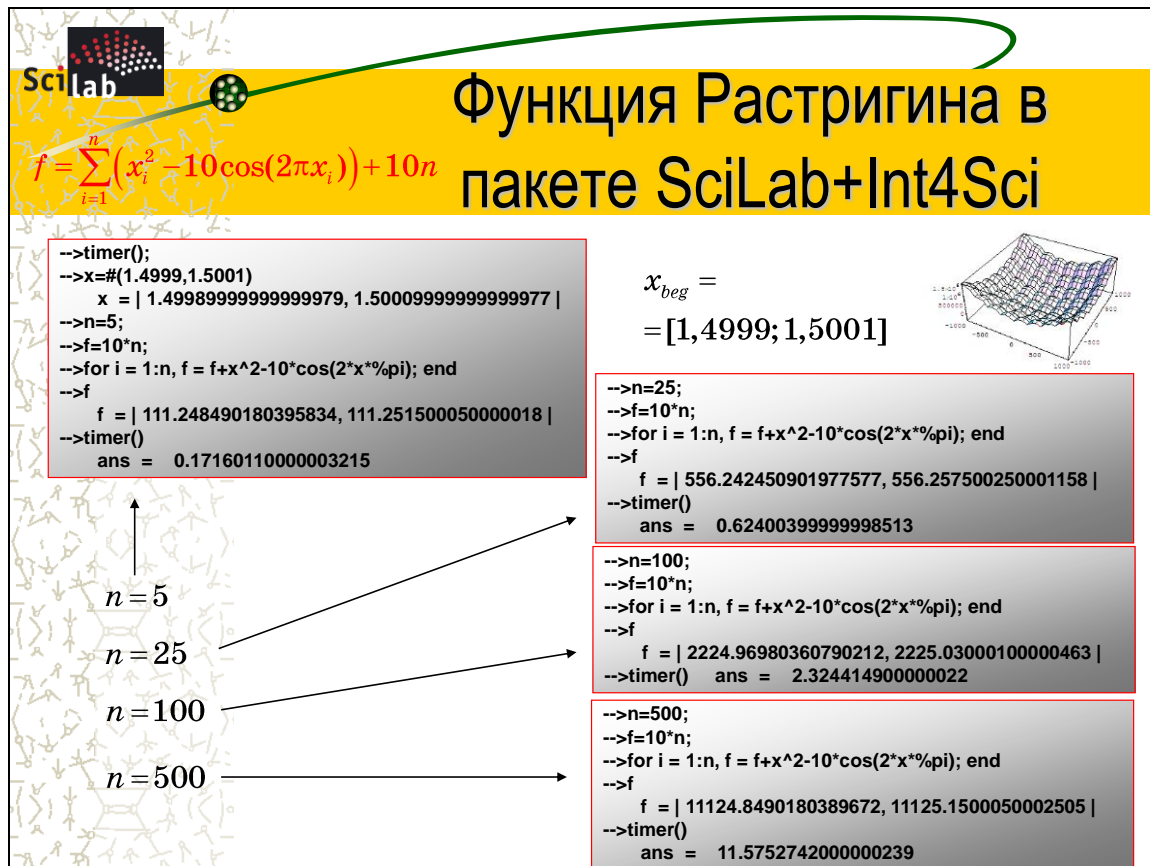 Scilab
Функция Растригина в
пакете SciLab+Int4Sci
f = \sum_{i=1}^{n} (x_i^2 − 10cos(2πx_i)) + 10n
-->timer();
-->x=#(1.4999,1.5001)
x = | 1.49989999999999979, 1.50009999999999977 |
-->n=5;
-->f=10*n;
-->for i = 1:n, f = f+x^2-10*cos(2*x*%pi); end
-->f
f = | 111.248490180395834, 111.251500050000018 |
-->timer()
ans = 0.17160110000003215
x_{beg} =
=[1,4999;1,5001]
-->n=25;
-->f=10*n;
-->for i = 1:n, f = f+x^2-10*cos(2*x*%pi); end
-->f
f = | 556.242450901977577, 556.257500250001158 |
-->timer()
ans = 0.62400399999998513
-->n=100;
-->f=10*n;
-->for i = 1:n, f = f+x^2-10*cos(2*x*%pi); end
-->f
f = | 2224.96980360790212, 2225.03000100000463 |
-->timer() ans = 2.324414900000022
-->n=500;
-->f=10*n;
-->for i = 1:n, f = f+x^2-10*cos(2*x*%pi); end
-->f
f = | 11124.8490180389672, 11125.1500050002505 |
-->timer()
ans = 11.5752742000000239
n=5
n=25
n=100
n=500